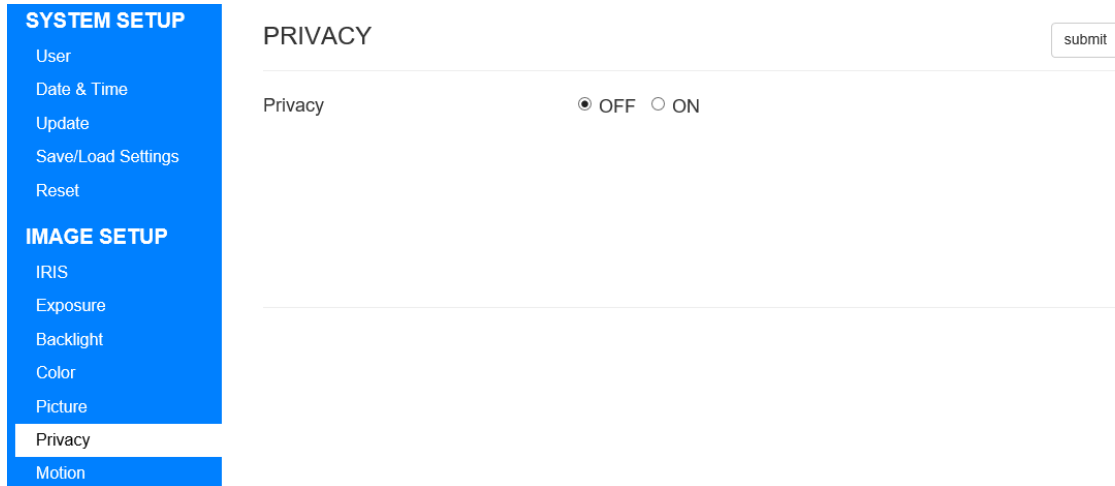 SYSTEM SETUP
User
Date & Time
Update
Save/Load Settings
Reset
IMAGE SETUP
IRIS
Exposure
Backlight
Color
Picture
Privacy
Motion
PRIVACY
submit
Privacy OFF ON